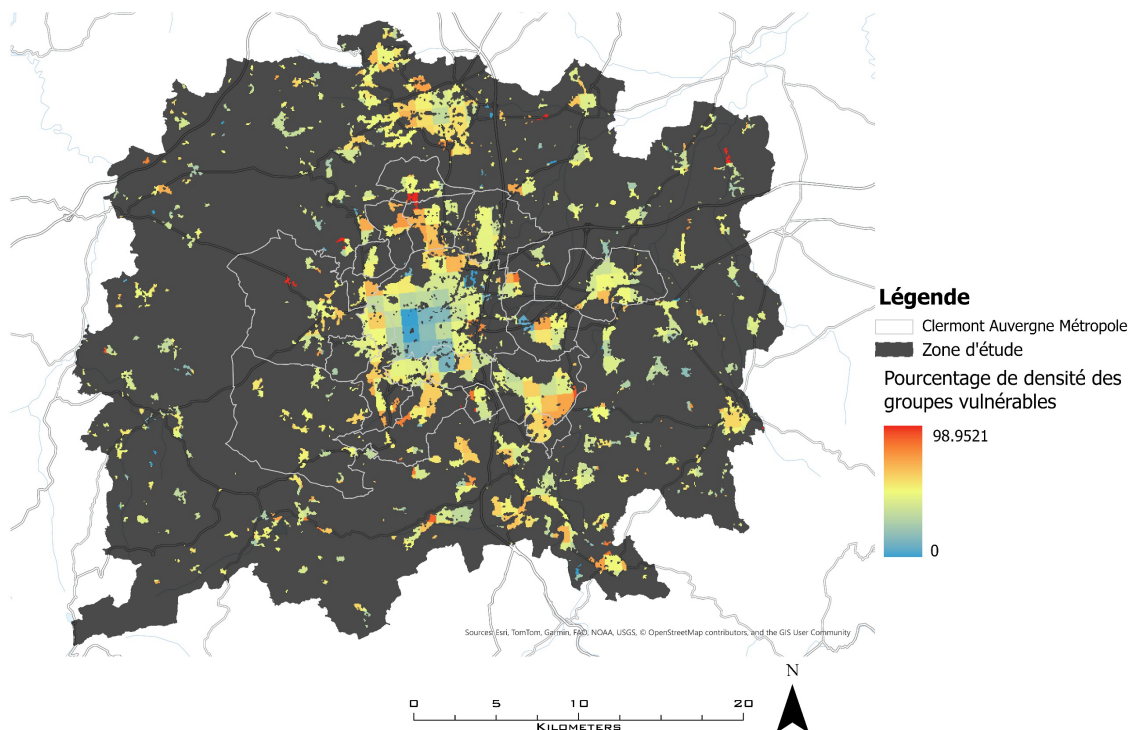 Légende
Clermont Auvergne Métropole
Zone d'étude
Pourcentage de densité des
groupes vulnérables
98.9521
0
Sources: Esri, TomTom, Garmin, FAO, NOAA, USGS, © OpenStreetMap contributors, and the GIS User Community
N
0 5 10 20
KILOMETERS